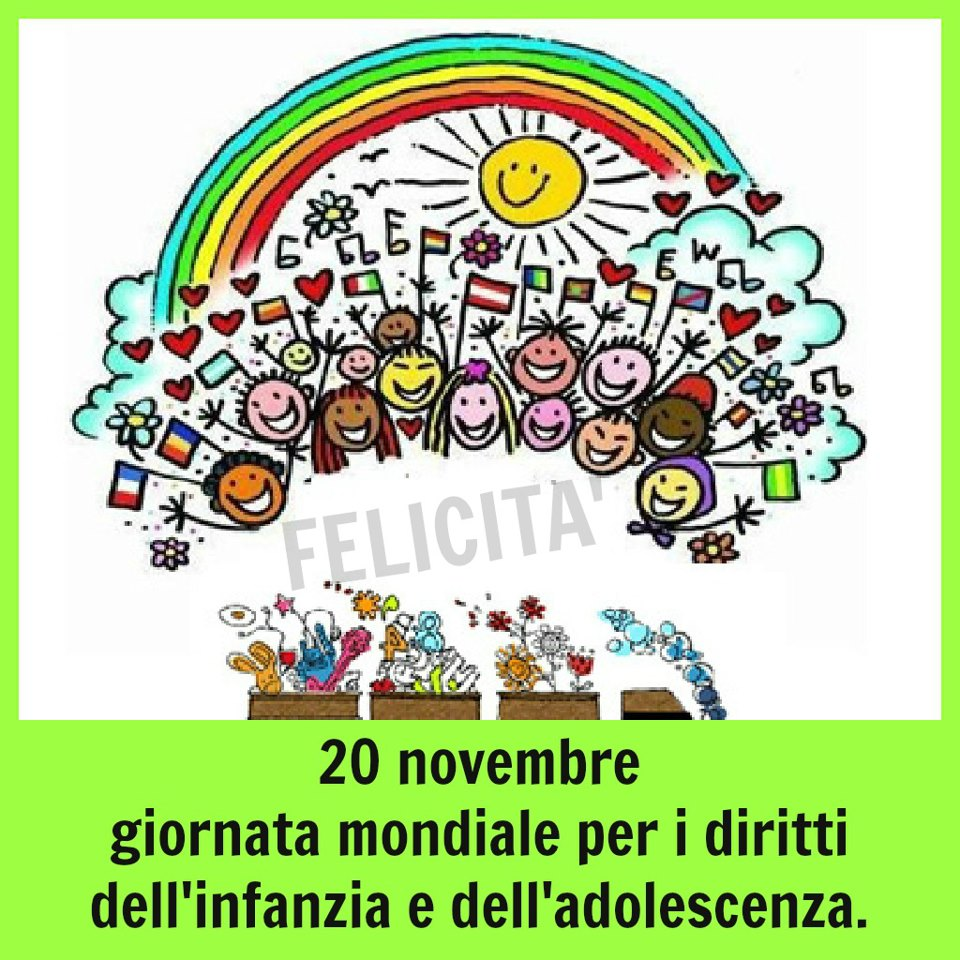 FELICITA'
20 novembre
giornata mondiale per i diritti
dell'infanzia e dell'adolescenza.